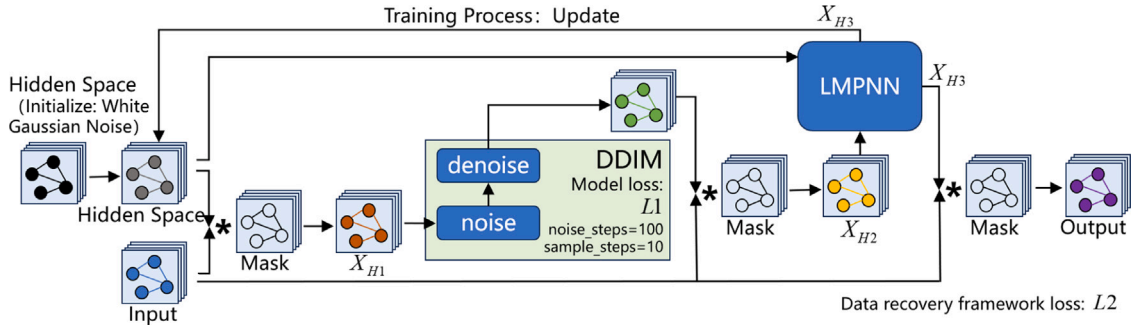 Training Process: Update
X_{H3}
Hidden Space
(Initialize: White
Gaussian Noise)
LMPNN
X_{H3}
denoise
DDIM
Model loss:
L1
noise
noise_steps=100
sample_steps=10
Hidden Space
*
*
*
Mask
X_{H1}
Mask
X_{H2}
Mask
Output
Input
Data recovery framework loss: L2